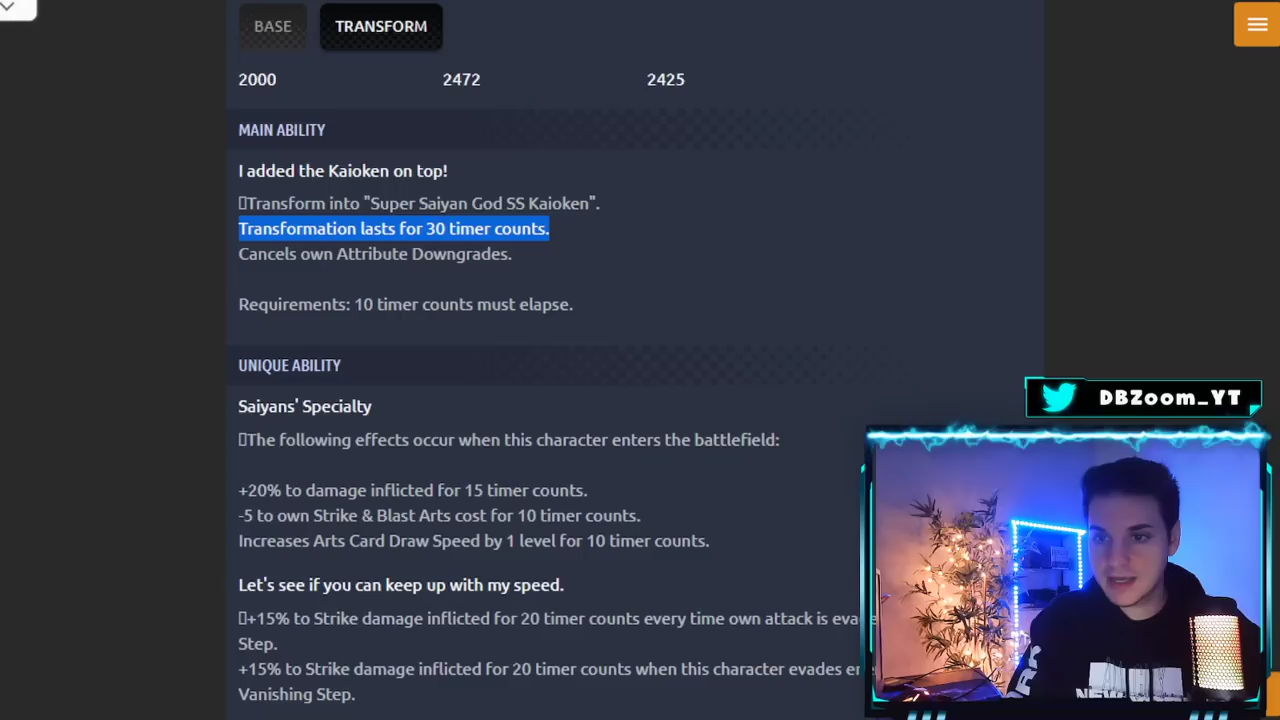 BASE
TRANSFORM
2000 2472 2425
MAIN ABILITY
I added the Kaioken on top!
Transform into "Super Saiyan God SS Kaioken".
Transformation lasts for 30 timer counts.
Cancels own Attribute Downgrades.
Requirements: 10 timer counts must elapse.
UNIQUE ABILITY
Saiyans' Specialty
The following effects occur when this character enters the battlefield:
+20% to damage inflicted for 15 timer counts.
-5 to own Strike & Blast Arts cost for 10 timer counts.
Increases Arts Card Draw Speed by 1 level for 10 timer counts.
Let's see if you can keep up with my speed.
+15% to Strike damage inflicted for 20 timer counts every time own attack is
Step.
+15% to Strike damage inflicted for 20 timer counts when this character evades
Vanishing Step.
DBZoom_YT